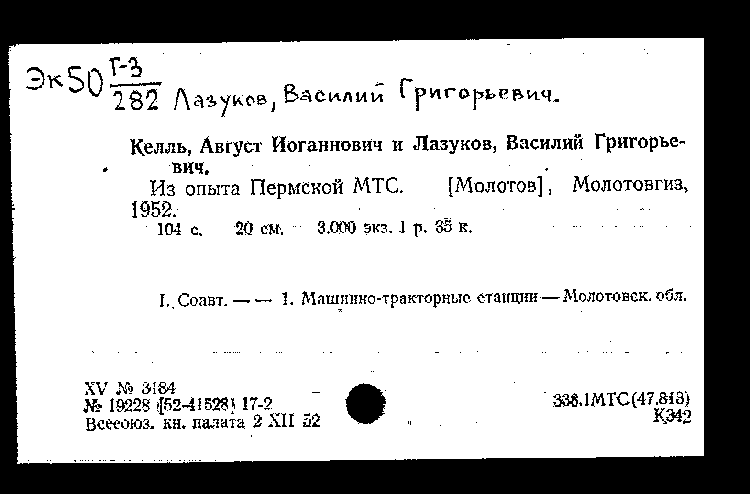 Эк50 Г-3/282 Лазуков, Василий Григорьевич.
Келль, Август Иоганнович и Лазуков, Василий Григорье-
вич.
Из опыта Пермской МТС. [Молотов], Молотовгиз,
1952.
104 с. 20 см. 3.000 экз. 1 р. 35 к.
I. Соавт. — — 1. Машинно-тракторные станции — Молотовск. обл.
XV № 3184
№ 19228 [52-41528] 17-2
Всесоюз. кн. палата 2 XII 52
338.1МТС(47.813)
К342